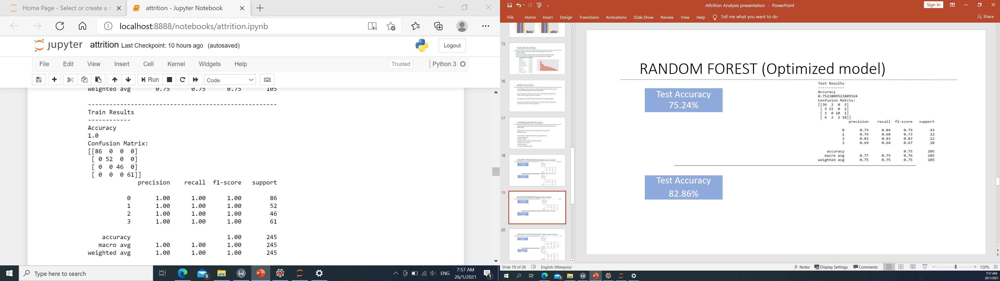 Home Page - Select or create a n
attrition - Jupyter Notebook
localhost:8888/notebooks/attrition.ipynb
jupyter attrition Last Checkpoint: 10 hours ago (autosaved)
Logout
File Edit View Insert Cell Kernel Widgets Help
Trusted Python 3
Run Code
weighted avg 0.75 0.75 0.75 105
-----------------------------------------------------
Train Results
------------
Accuracy
1.0
Confusion Matrix:
[[86 0 0 0]
[ 0 52 0 0]
[ 0 0 46 0]
[ 0 0 0 61]]
precision recall f1-score support
0 1.00 1.00 1.00 86
1 1.00 1.00 1.00 52
2 1.00 1.00 1.00 46
3 1.00 1.00 1.00 61
accuracy 1.00 245
macro avg 1.00 1.00 1.00 245
weighted avg 1.00 1.00 1.00 245
Type here to search
8
ENG
7:57 AM
26/1/2021
1
Attrition Analysis presentation - PowerPoint
Sign in
File Home Insert Design Transitions Animations Slide Show Review View Help Tell me what you want to do
Share
15
FEATURE SELECTION
16
MODEL BUILDING
17
HYPERPARAMETER TUNING
18
LOGISTIC REGRESSION (Optimized model)
19
RANDOM FOREST (Optimized model)
20
SUPPORT VECTOR MACHINE (Optimized model)
RANDOM FOREST (Optimized model)
Test Accuracy
75.24%
Test Results
------------
Accuracy
0.7523809523809524
Confusion Matrix:
[[36 2 0 5]
[ 5 15 0 2]
[ 1 0 10 1]
[ 6 2 2 18]]
precision recall f1-score support
0 0.75 0.84 0.79 43
1 0.79 0.68 0.73 22
2 0.83 0.83 0.83 12
3 0.69 0.64 0.67 28
accuracy 0.75 105
macro avg 0.77 0.75 0.76 105
weighted avg 0.75 0.75 0.75 105
Test Accuracy
82.86%
Slide 19 of 26 English (Malaysia)
Notes Display Settings Comments
120%
8
7:57 AM
26/1/2021